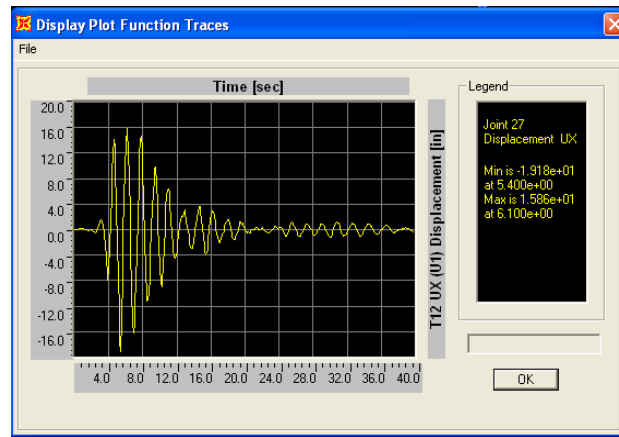 Display Plot Function Traces
File
Time [sec]
20.0
16.0
12.0
8.0
4.0
0.0
-4.0
-8.0
-12.0
-16.0
4.0 8.0 12.0 16.0 20.0 24.0 28.0 32.0 36.0 40.0
T12 UX (U1) Displacement [in]
Legend
Joint 27
Displacement UX
Min is -1.918e+01
at 5.400e+00
Max is 1.586e+01
at 6.100e+00
OK